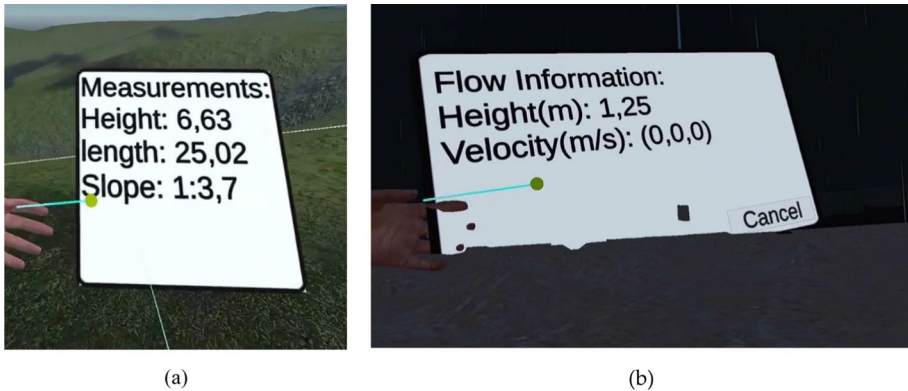 Measurements:
Height: 6,63
length: 25,02
Slope: 1:3,7
Flow Information:
Height(m): 1,25
Velocity(m/s): (0,0,0)
Cancel
(a)
(b)